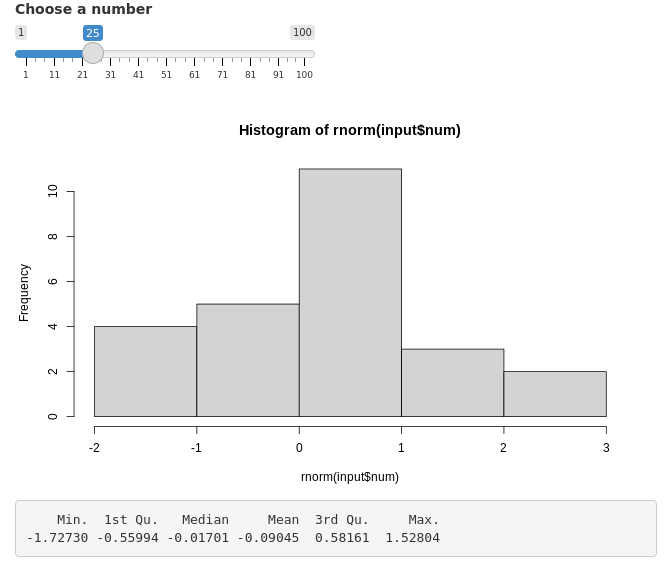 Choose a number
1 25 100
1 11 21 31 41 51 61 71 81 91 100
Histogram of rnorm(input$num)
Frequency
10
8
6
4
2
0
-2 -1 0 1 2 3
rnorm(input$num)
Min. 1st Qu. Median Mean 3rd Qu. Max.
-1.72730 -0.55994 -0.01701 -0.09045 0.58161 1.52804